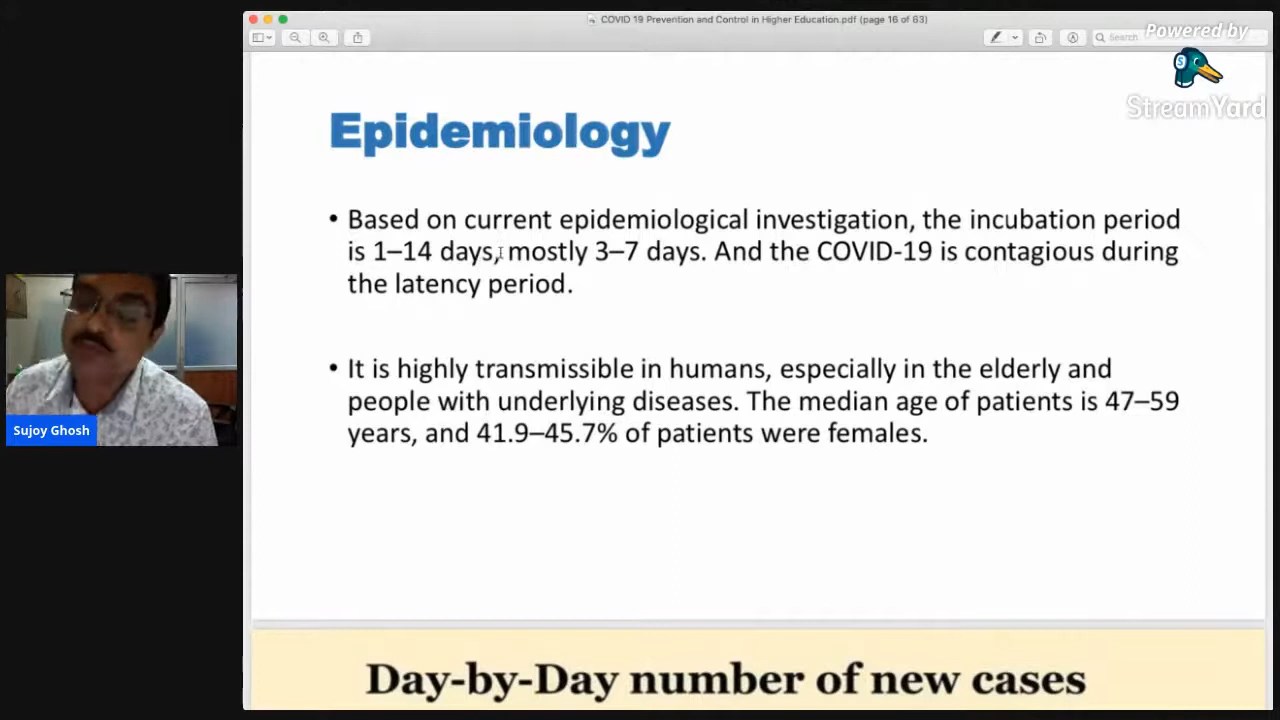 COVID 19 Prevention and Control in Higher Education.pdf (page 16 of 63)
Search
Powered by
S
StreamYard
Epidemiology
• Based on current epidemiological investigation, the incubation period
is 1–14 days, mostly 3–7 days. And the COVID-19 is contagious during
the latency period.
• It is highly transmissible in humans, especially in the elderly and
people with underlying diseases. The median age of patients is 47–59
years, and 41.9–45.7% of patients were females.
Sujoy Ghosh
Day-by-Day number of new cases